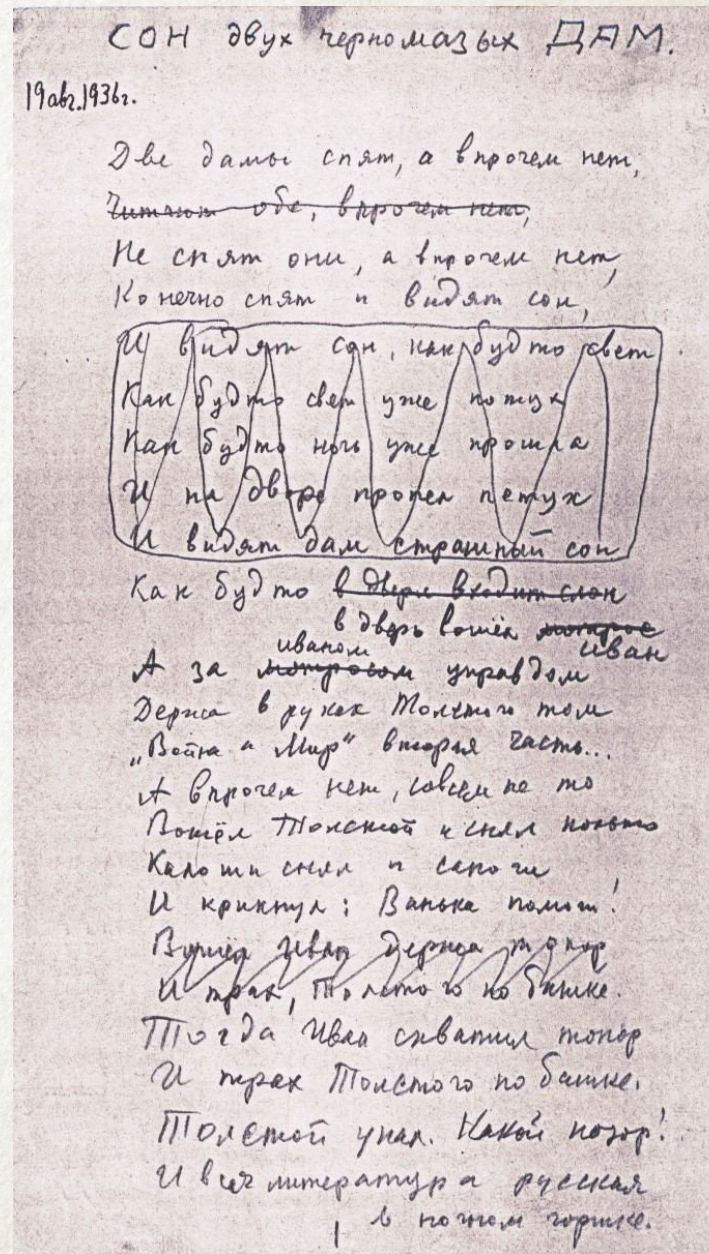 СОН двух черномазых ДАМ.
19 авг. 1936 г.
Две дамы спят, а впрочем нет,
Читают обе, впрочем нет,
Не спят они, а впрочем нет,
Конечно спят и видят сон,
И видят сон, как будто свет
Как будто свет уже потух
Как будто ночь уже прошла
И на дворе пропел петух
И видят дам страшный сон
Как будто в двери входит слон
в дверь вошёл матрос
иваном Иван
А за матросом управдом
Держа в руках Толстого том
„Война и Мир" вторая часть...
А впрочем нет, совсем не то
Вошёл Толстой и снял пальто
Калоши снял и сапоги
И крикнул: Ванька помоги!
Вошёл Иван держа топор
И трах, Толстого по башке.
Тогда Иван схватил топор
И трах Толстого по башке.
Толстой упал. Какой позор!
И вся литература русская
в ночном горшке.